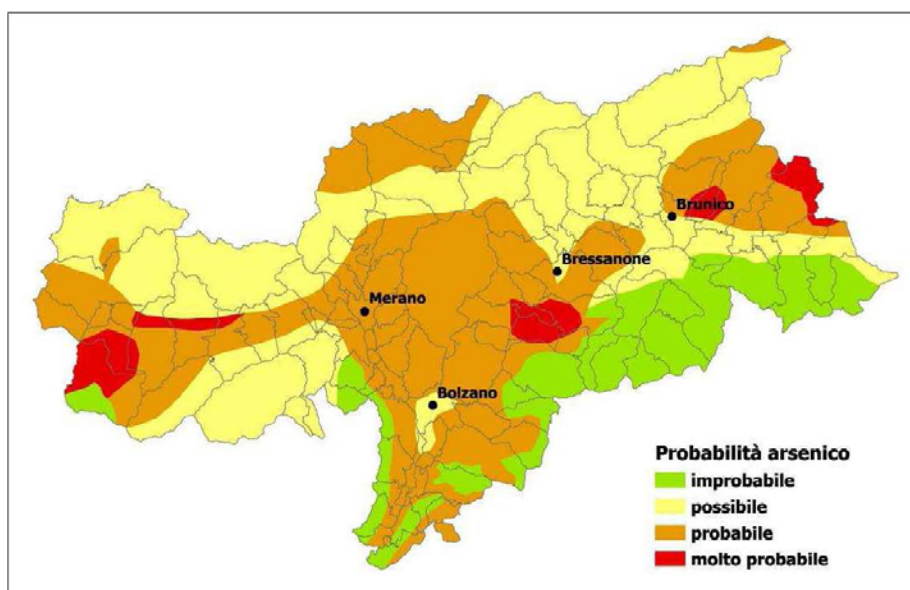 Brunico
Bressanone
Merano
Bolzano
Probabilità arsenico
improbabile
possibile
probabile
molto probabile